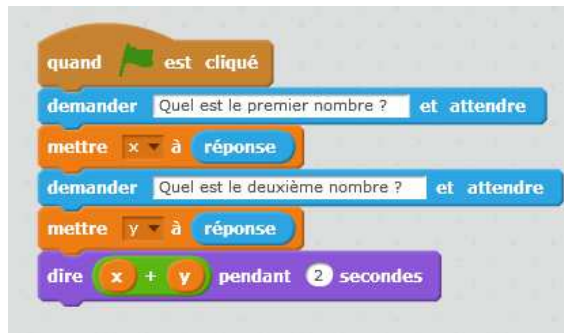 quand est cliqué
demander Quel est le premier nombre ? et attendre
mettre x à réponse
demander Quel est le deuxième nombre ? et attendre
mettre y à réponse
dire x + y pendant 2 secondes